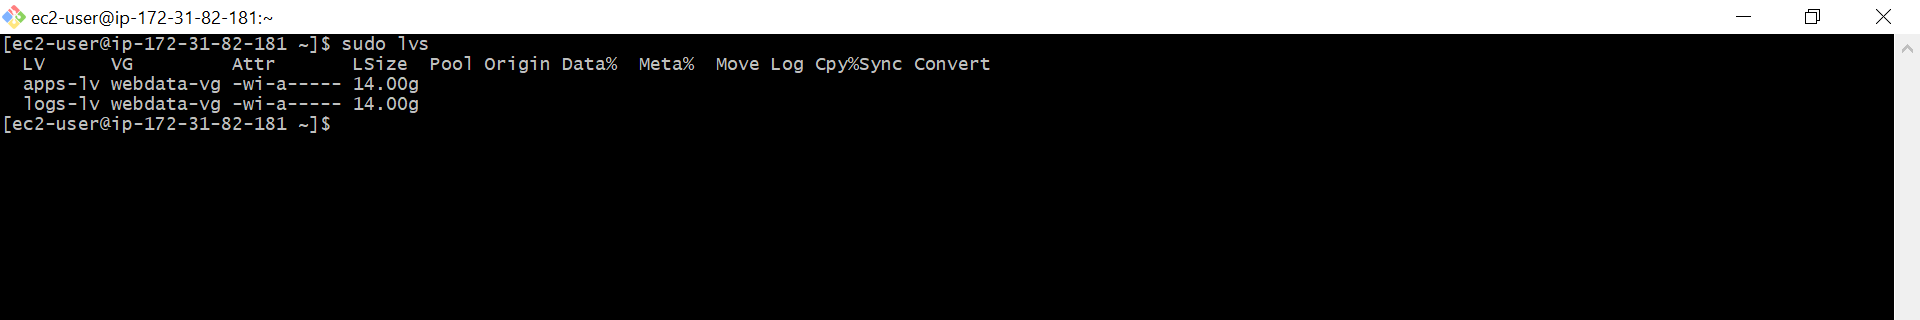 ec2-user@ip-172-31-82-181:~
[ec2-user@ip-172-31-82-181 ~]$ sudo lvs
  LV      VG         Attr       LSize  Pool Origin Data%  Meta%  Move Log Cpy%Sync Convert
  apps-lv webdata-vg -wi-a----- 14.00g
  logs-lv webdata-vg -wi-a----- 14.00g
[ec2-user@ip-172-31-82-181 ~]$